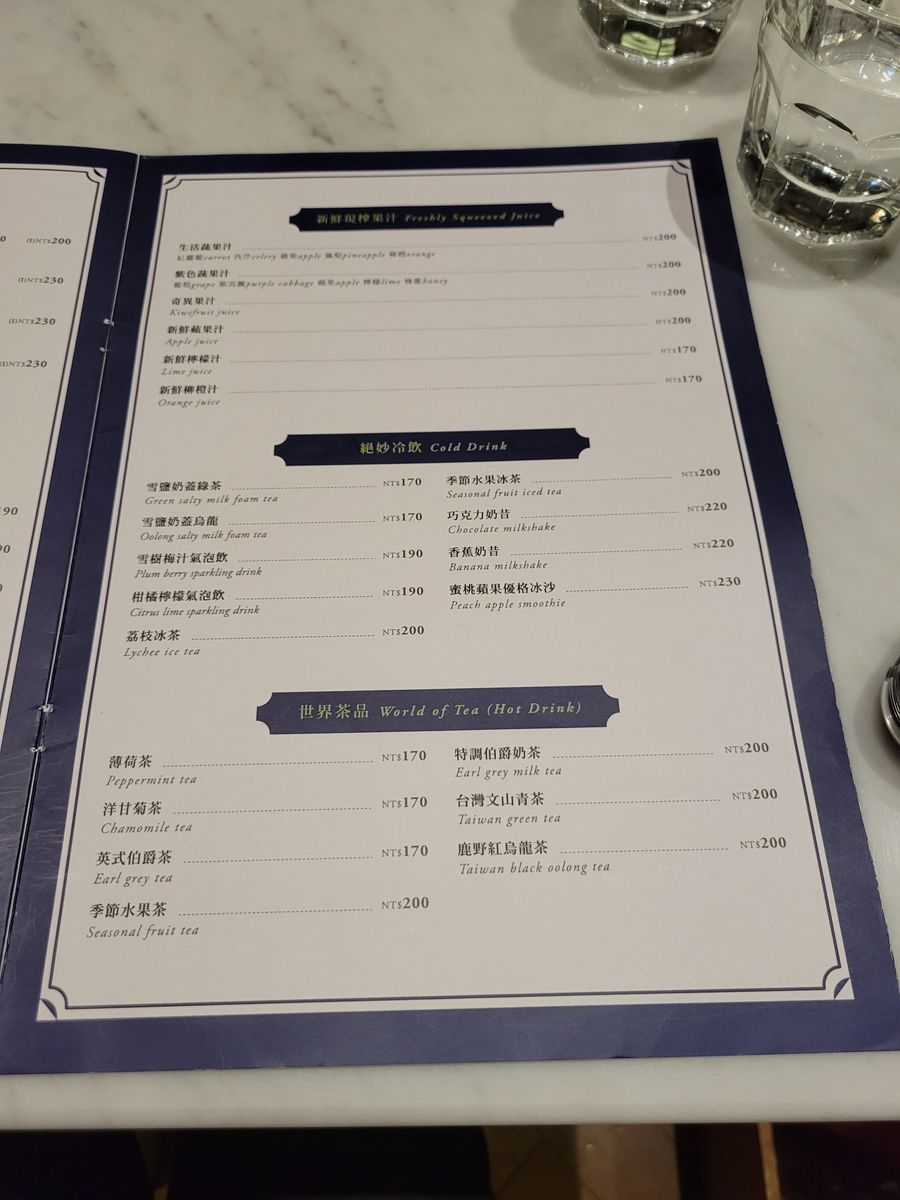 NT$200
(I)NT$230
(I)NT$230
(I)NT$230
90
90
新鮮現榨果汁 Freshly Squeezed Juice
生活蔬果汁 NT$200
紅蘿蔔carrot 西芹celery 蘋果apple 鳳梨pineapple 柳橙orange
紫色蔬果汁 NT$200
葡萄grape 紫高麗purple cabbage 蘋果apple 檸檬lime 蜂蜜honey
奇異果汁 NT$200
Kiwifruit juice
新鮮蘋果汁 NT$200
Apple juice
新鮮檸檬汁 NT$170
Lime juice
新鮮柳橙汁 NT$170
Orange juice
絕妙冷飲 Cold Drink
雪鹽奶蓋綠茶 NT$170
Green salty milk foam tea
雪鹽奶蓋烏龍 NT$170
Oolong salty milk foam tea
雪樹梅汁氣泡飲 NT$190
Plum berry sparkling drink
柑橘檸檬氣泡飲 NT$190
Citrus lime sparkling drink
荔枝冰茶 NT$200
Lychee ice tea
季節水果冰茶 NT$200
Seasonal fruit iced tea
巧克力奶昔 NT$220
Chocolate milkshake
香蕉奶昔 NT$220
Banana milkshake
蜜桃蘋果優格冰沙 NT$230
Peach apple smoothie
世界茶品 World of Tea (Hot Drink)
薄荷茶 NT$170
Peppermint tea
洋甘菊茶 NT$170
Chamomile tea
英式伯爵茶 NT$170
Earl grey tea
季節水果茶 NT$200
Seasonal fruit tea
特調伯爵奶茶 NT$200
Earl grey milk tea
台灣文山青茶 NT$200
Taiwan green tea
鹿野紅烏龍茶 NT$200
Taiwan black oolong tea